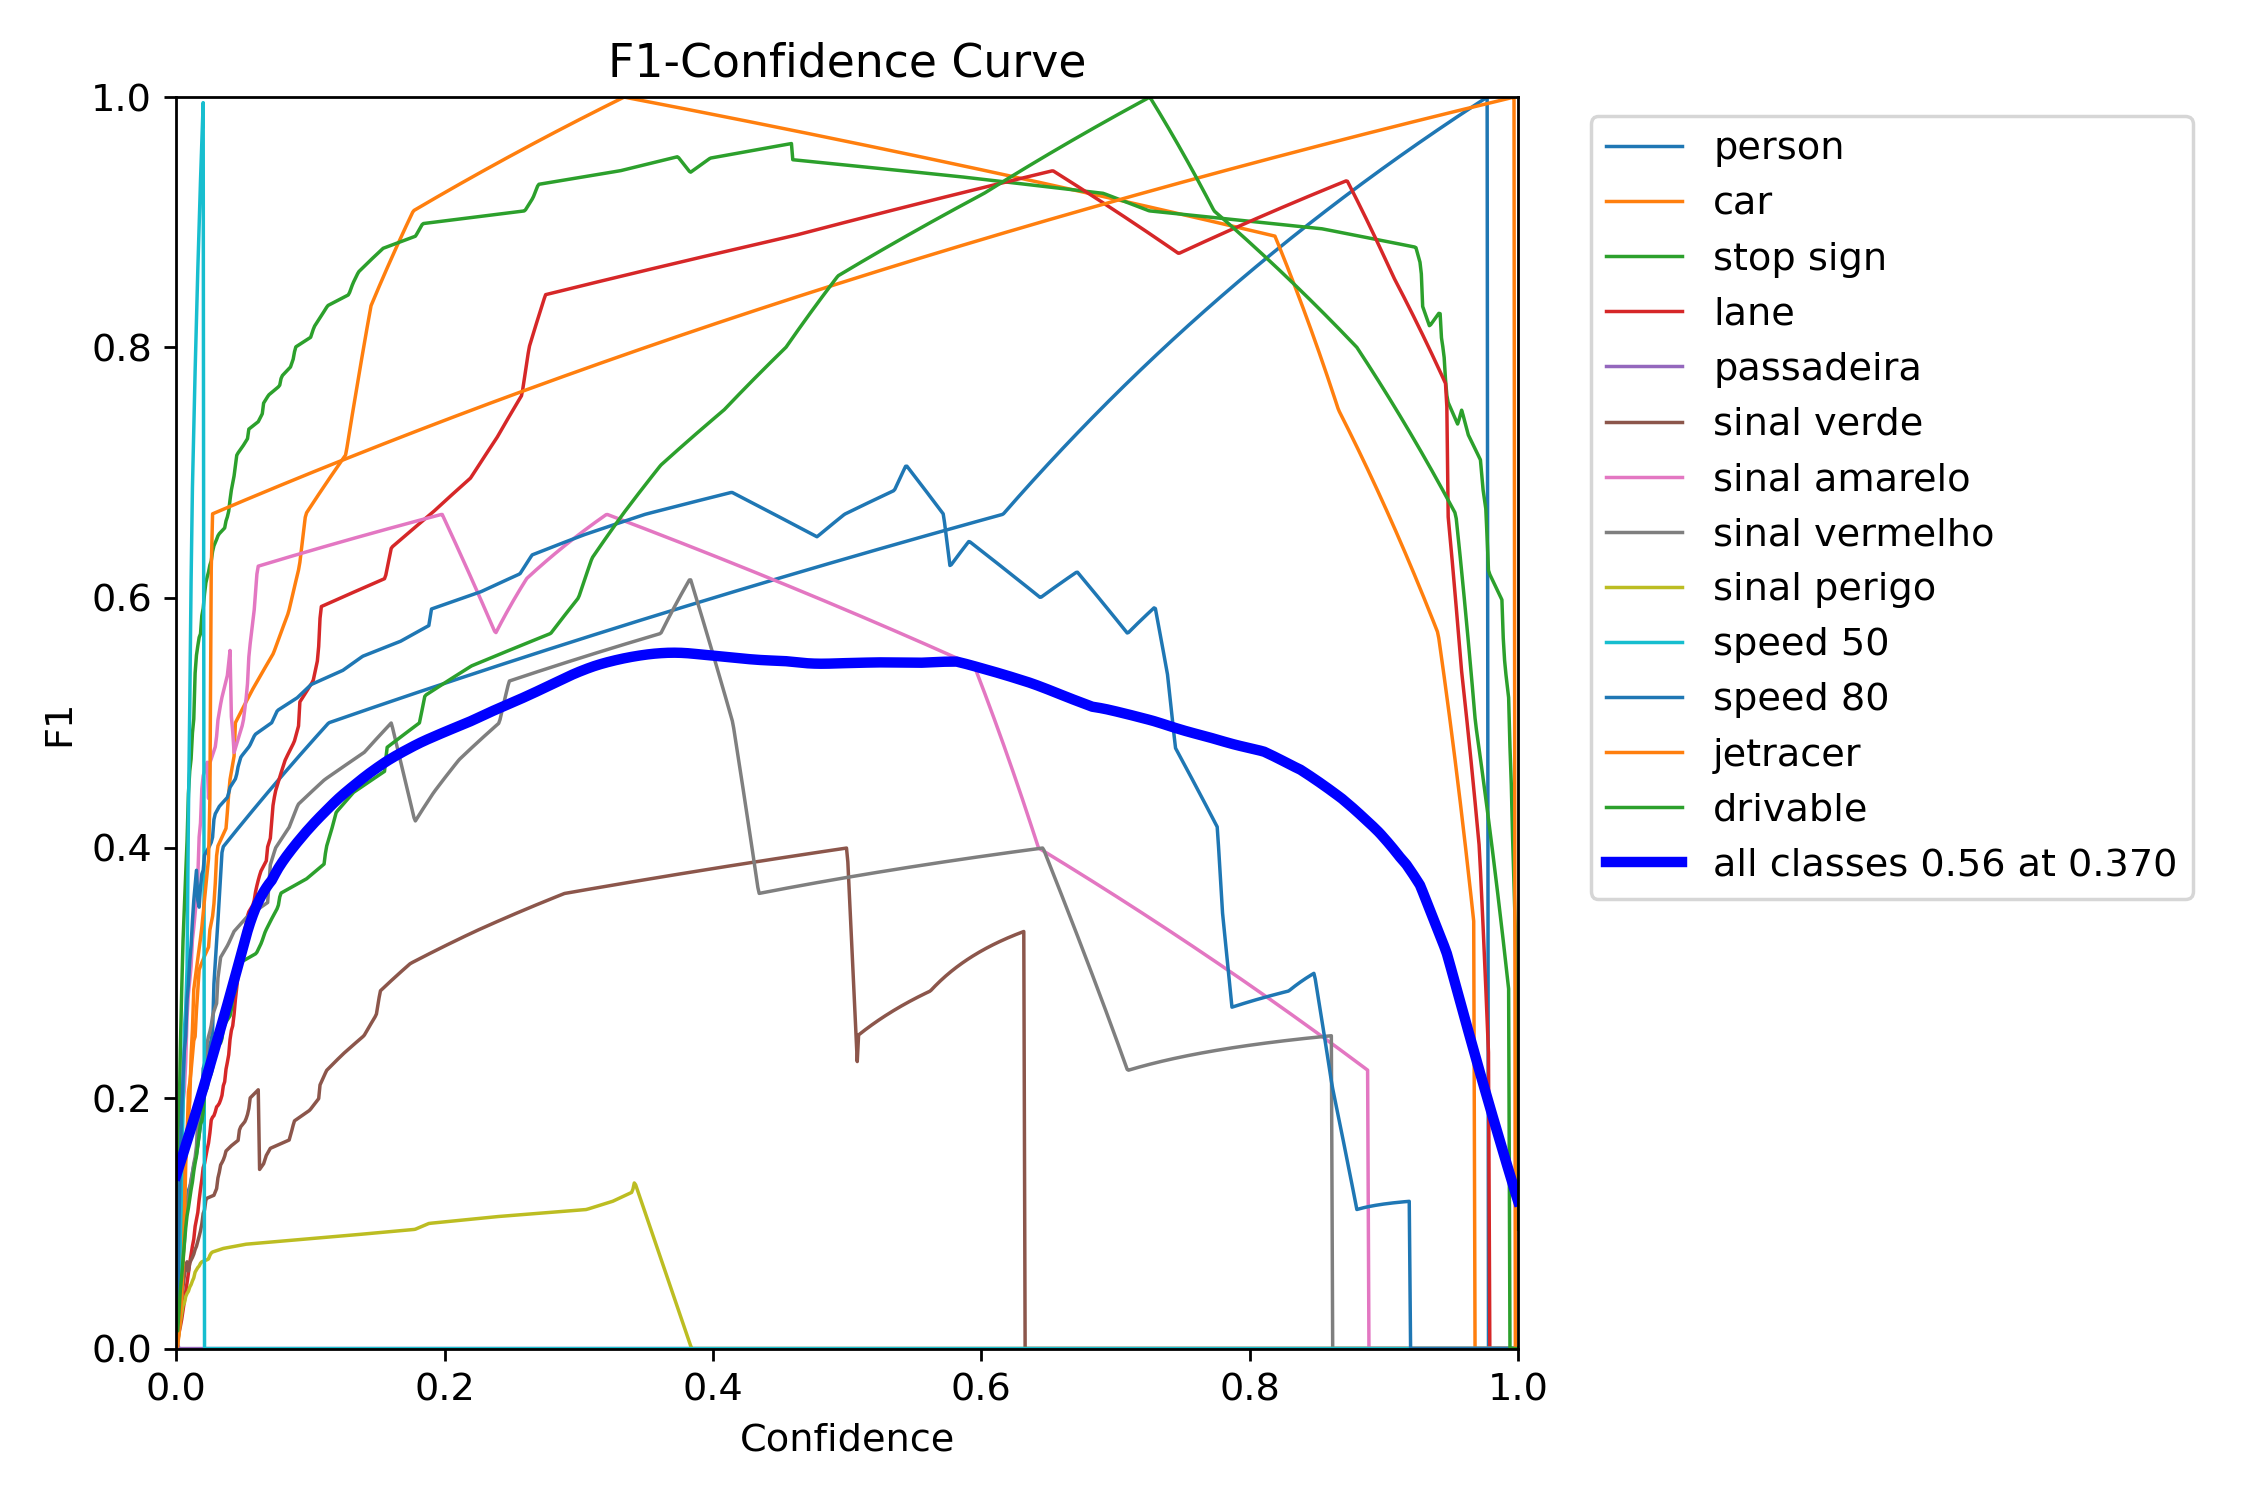 F1-Confidence Curve
1.0
0.8
0.6
0.4
0.2
0.0
F1
0.0 0.2 0.4 0.6 0.8 1.0
Confidence
person
car
stop sign
lane
passadeira
sinal verde
sinal amarelo
sinal vermelho
sinal perigo
speed 50
speed 80
jetracer
drivable
all classes 0.56 at 0.370